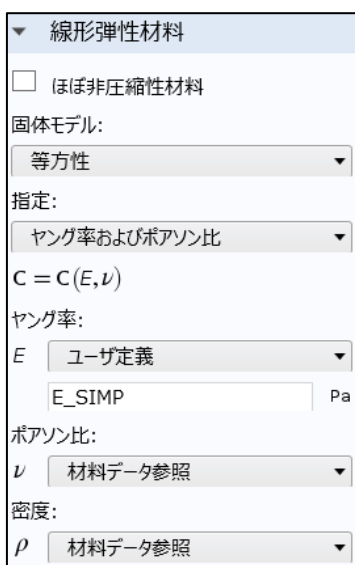 線形弾性材料
ほぼ非圧縮性材料
固体モデル:
等方性
指定:
ヤング率およびポアソン比
C = C(E,ν)
ヤング率:
E ユーザ定義
E_SIMP Pa
ポアソン比:
ν 材料データ参照
密度:
ρ 材料データ参照